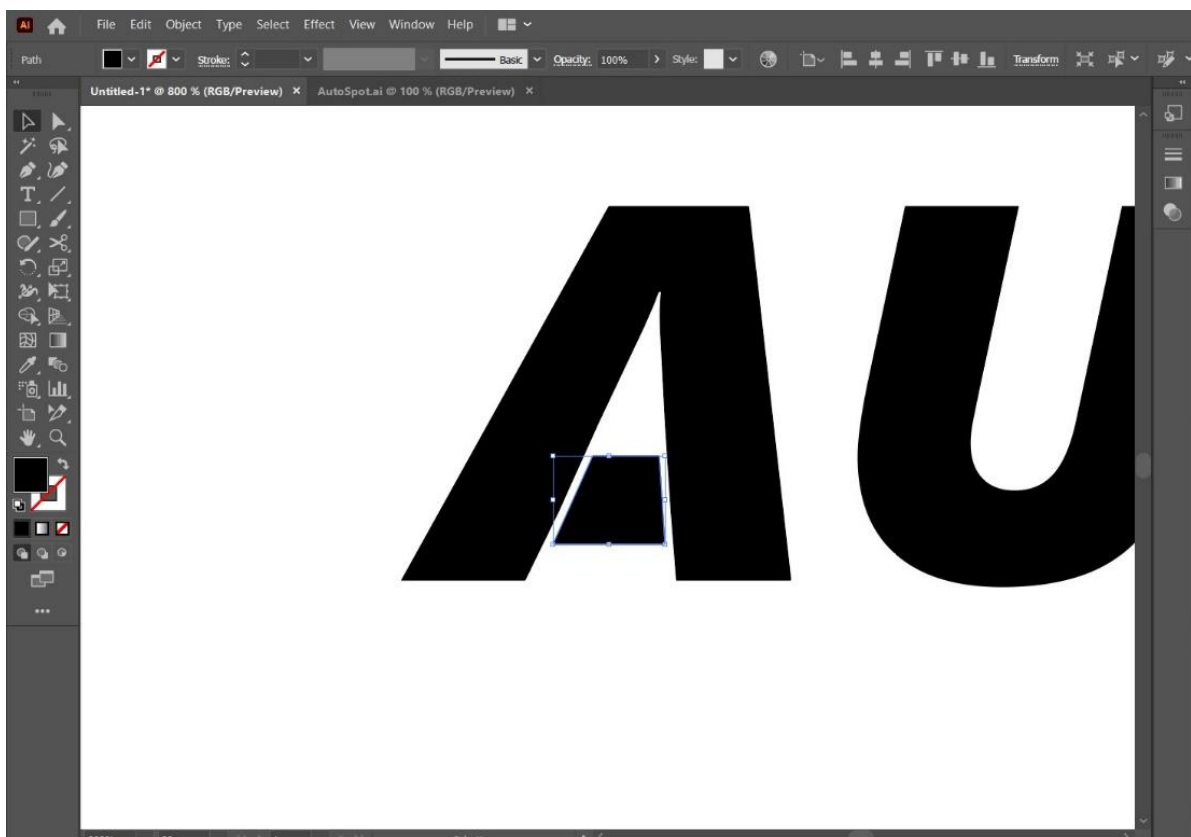 Ai File Edit Object Type Select Effect View Window Help
Path Stroke: Basic Opacity: 100% Style: Transform
Untitled-1* @ 800 % (RGB/Preview) × AutoSpot.ai @ 100 % (RGB/Preview) ×
AU